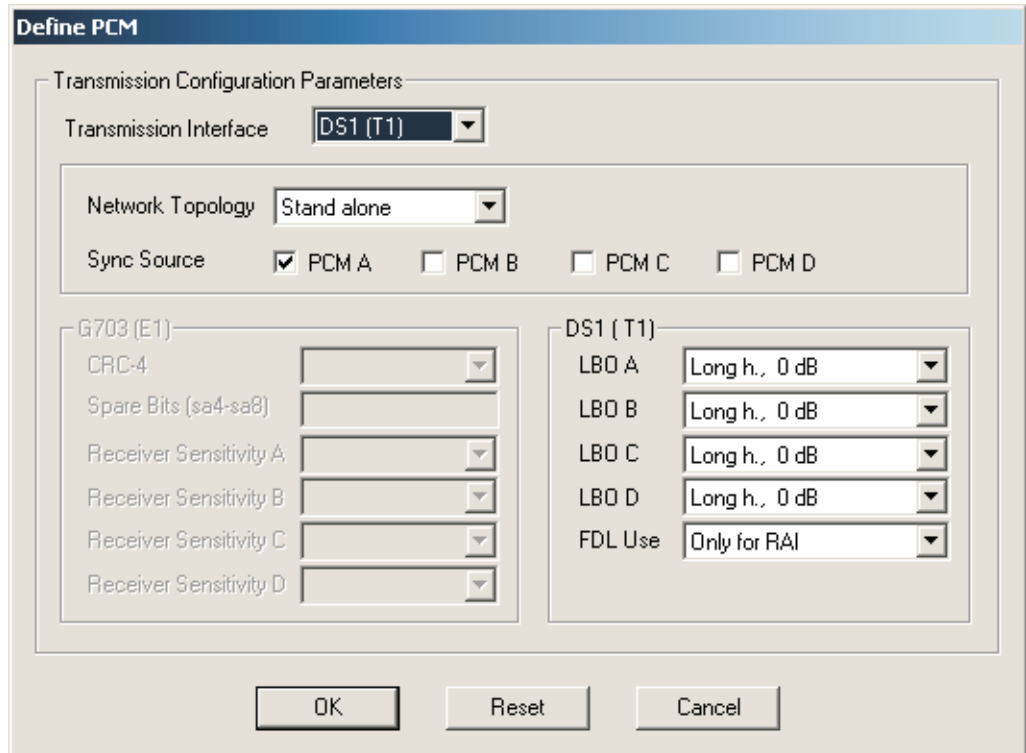 Define PCM
Transmission Configuration Parameters
Transmission Interface DS1 (T1)
Network Topology Stand alone
Sync Source PCM A PCM B PCM C PCM D
G703 (E1)
CRC-4
Spare Bits (sa4-sa8)
Receiver Sensitivity A
Receiver Sensitivity B
Receiver Sensitivity C
Receiver Sensitivity D
DS1 ( T1)
LBO A Long h., 0 dB
LBO B Long h., 0 dB
LBO C Long h., 0 dB
LBO D Long h., 0 dB
FDL Use Only for RAI
OK Reset Cancel